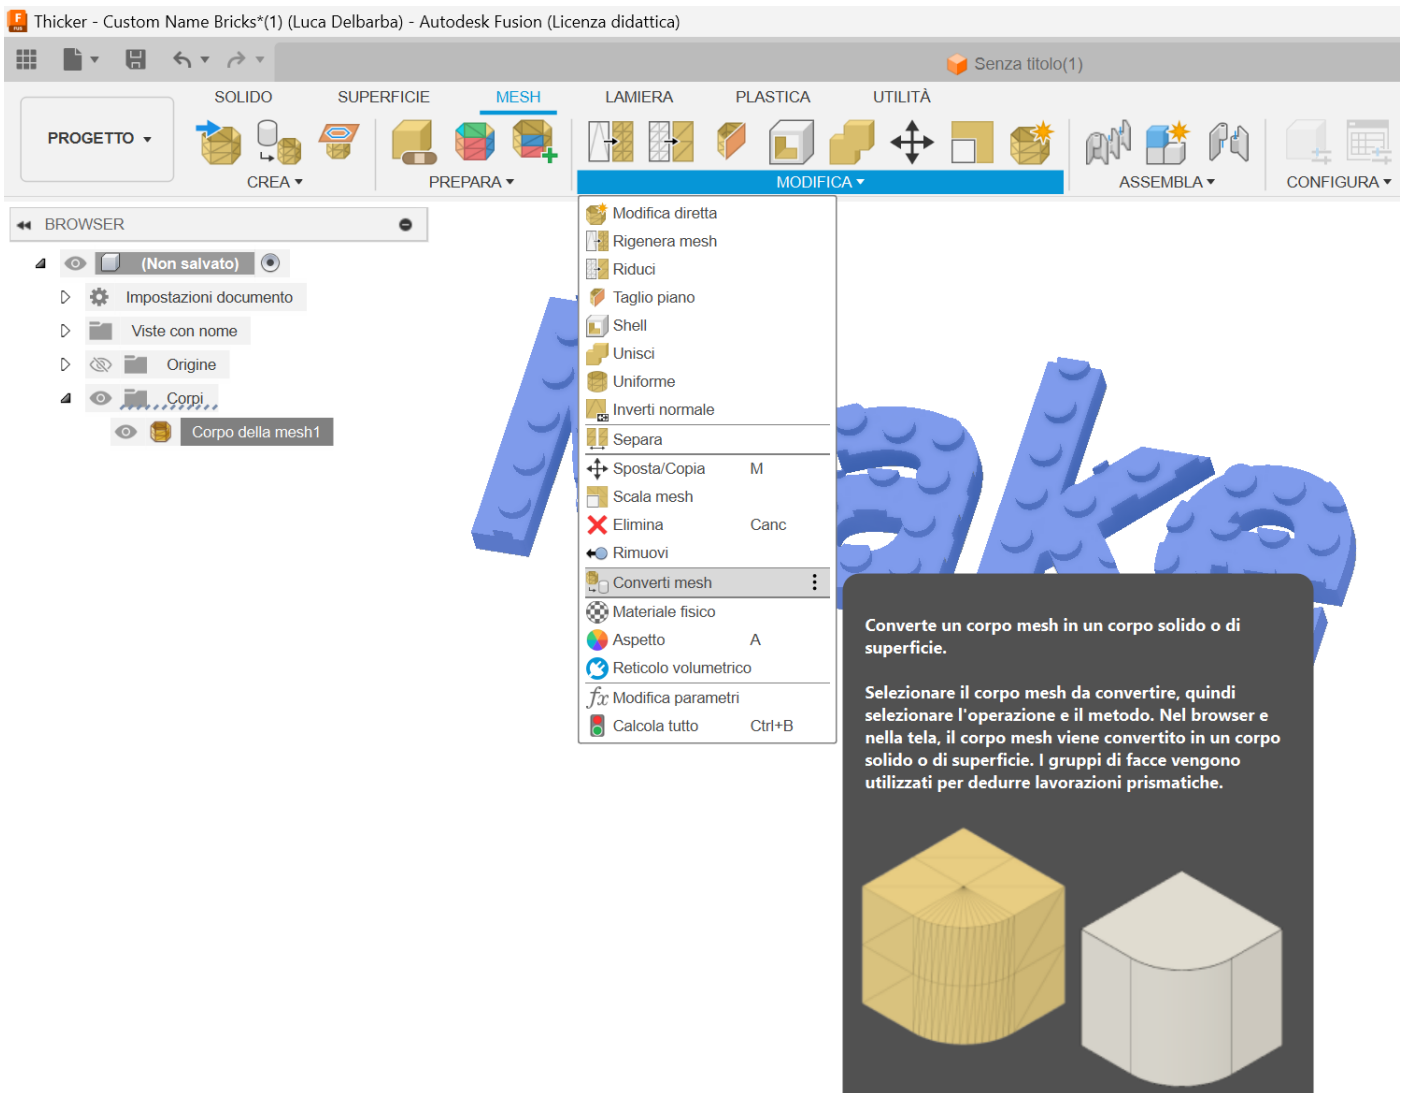 Thicker - Custom Name Bricks*(1) (Luca Delbarba) - Autodesk Fusion (Licenza didattica)
Senza titolo(1)
SOLIDO SUPERFICIE MESH LAMIERA PLASTICA UTILITÀ
PROGETTO
CREA PREPARA MODIFICA ASSEMBLA CONFIGURA
BROWSER
(Non salvato)
Impostazioni documento
Viste con nome
Origine
Corpi
Corpo della mesh1
Modifica diretta
Rigenera mesh
Riduci
Taglio piano
Shell
Unisci
Uniforme
Inverti normale
Separa
Sposta/Copia M
Scala mesh
Elimina Canc
Rimuovi
Converti mesh
Materiale fisico
Aspetto A
Reticolo volumetrico
fx Modifica parametri
Calcola tutto Ctrl+B
Converte un corpo mesh in un corpo solido o di
superficie.
Selezionare il corpo mesh da convertire, quindi
selezionare l'operazione e il metodo. Nel browser e
nella tela, il corpo mesh viene convertito in un corpo
solido o di superficie. I gruppi di facce vengono
utilizzati per dedurre lavorazioni prismatiche.